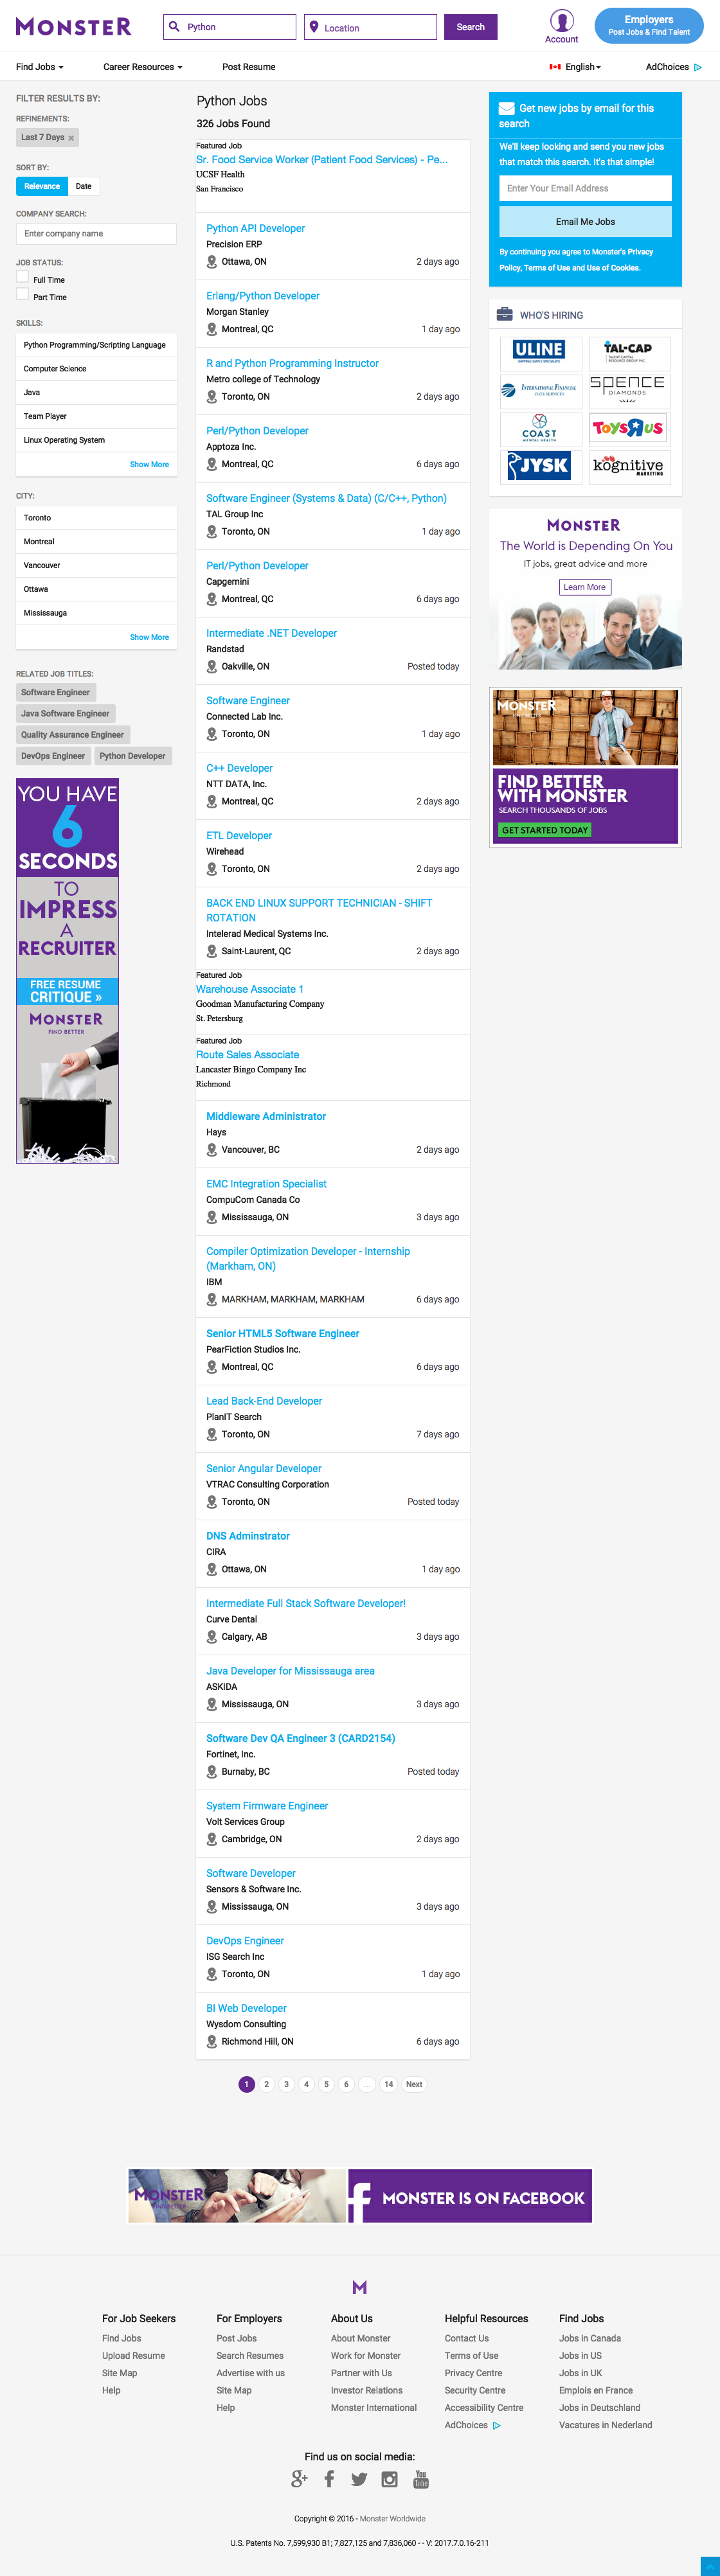 MONSTER
Python
Location
Search
Account
Employers
Post Jobs & Find Talent
Find Jobs
Career Resources
Post Resume
English
AdChoices
FILTER RESULTS BY:
REFINEMENTS:
Last 7 Days
SORT BY:
Relevance
Date
COMPANY SEARCH:
Enter company name
JOB STATUS:
Full Time
Part Time
SKILLS:
Python Programming/Scripting Language
Computer Science
Java
Team Player
Linux Operating System
Show More
CITY:
Toronto
Montreal
Vancouver
Ottawa
Mississauga
Show More
RELATED JOB TITLES:
Software Engineer
Java Software Engineer
Quality Assurance Engineer
DevOps Engineer
Python Developer
YOU HAVE
6
SECONDS
TO
IMPRESS
A
RECRUITER
FREE RESUME
CRITIQUE »
MONSTER
FIND BETTER
Python Jobs
326 Jobs Found
Featured Job
Sr. Food Service Worker (Patient Food Services) - Pe...
UCSF Health
San Francisco
Python API Developer
Precision ERP
Ottawa, ON 2 days ago
Erlang/Python Developer
Morgan Stanley
Montreal, QC 1 day ago
R and Python Programming Instructor
Metro college of Technology
Toronto, ON 2 days ago
Perl/Python Developer
Apptoza Inc.
Montreal, QC 6 days ago
Software Engineer (Systems & Data) (C/C++, Python)
TAL Group Inc
Toronto, ON 1 day ago
Perl/Python Developer
Capgemini
Montreal, QC 6 days ago
Intermediate .NET Developer
Randstad
Oakville, ON Posted today
Software Engineer
Connected Lab Inc.
Toronto, ON 1 day ago
C++ Developer
NTT DATA, Inc.
Montreal, QC 2 days ago
ETL Developer
Wirehead
Toronto, ON 2 days ago
BACK END LINUX SUPPORT TECHNICIAN - SHIFT
ROTATION
Intelerad Medical Systems Inc.
Saint-Laurent, QC 2 days ago
Featured Job
Warehouse Associate 1
Goodman Manufacturing Company
St. Petersburg
Featured Job
Route Sales Associate
Lancaster Bingo Company Inc
Richmond
Middleware Administrator
Hays
Vancouver, BC 2 days ago
EMC Integration Specialist
CompuCom Canada Co
Mississauga, ON 3 days ago
Compiler Optimization Developer - Internship
(Markham, ON)
IBM
MARKHAM, MARKHAM, MARKHAM 6 days ago
Senior HTML5 Software Engineer
PearFiction Studios Inc.
Montreal, QC 6 days ago
Lead Back-End Developer
PlanIT Search
Toronto, ON 7 days ago
Senior Angular Developer
VTRAC Consulting Corporation
Toronto, ON Posted today
DNS Adminstrator
CIRA
Ottawa, ON 1 day ago
Intermediate Full Stack Software Developer!
Curve Dental
Calgary, AB 3 days ago
Java Developer for Mississauga area
ASKIDA
Mississauga, ON 3 days ago
Software Dev QA Engineer 3 (CARD2154)
Fortinet, Inc.
Burnaby, BC Posted today
System Firmware Engineer
Volt Services Group
Cambridge, ON 2 days ago
Software Developer
Sensors & Software Inc.
Mississauga, ON 3 days ago
DevOps Engineer
ISG Search Inc
Toronto, ON 1 day ago
BI Web Developer
Wysdom Consulting
Richmond Hill, ON 6 days ago
1 2 3 4 5 6 ... 14 Next
Get new jobs by email for this
search
We'll keep looking and send you new jobs
that match this search. It's that simple!
Enter Your Email Address
Email Me Jobs
By continuing you agree to Monster's Privacy
Policy, Terms of Use and Use of Cookies.
WHO'S HIRING
ULINE
SHIPPING SUPPLY SPECIALISTS
TAL-CAP
INTERNATIONAL FINANCIAL
DATA SERVICES
SPENCE
DIAMONDS
COAST
MENTAL HEALTH
TOYS R US
JYSK
kognitive
MARKETING
MONSTER
The World is Depending On You
IT jobs, great advice and more
Learn More
MONSTER
FIND BETTER
WITH MONSTER
SEARCH THOUSANDS OF JOBS
GET STARTED TODAY
MONSTER
MONSTER IS ON FACEBOOK
M
For Job Seekers
Find Jobs
Upload Resume
Site Map
Help
For Employers
Post Jobs
Search Resumes
Advertise with us
Site Map
Help
About Us
About Monster
Work for Monster
Partner with Us
Investor Relations
Monster International
Helpful Resources
Contact Us
Terms of Use
Privacy Centre
Security Centre
Accessibility Centre
AdChoices
Find Jobs
Jobs in Canada
Jobs in US
Jobs in UK
Emplois en France
Jobs in Deutschland
Vacatures in Nederland
Find us on social media:
You
Tube
Copyright © 2016 - Monster Worldwide
U.S. Patents No. 7,599,930 B1; 7,827,125 and 7,836,060 - - V: 2017.7.0.16-211